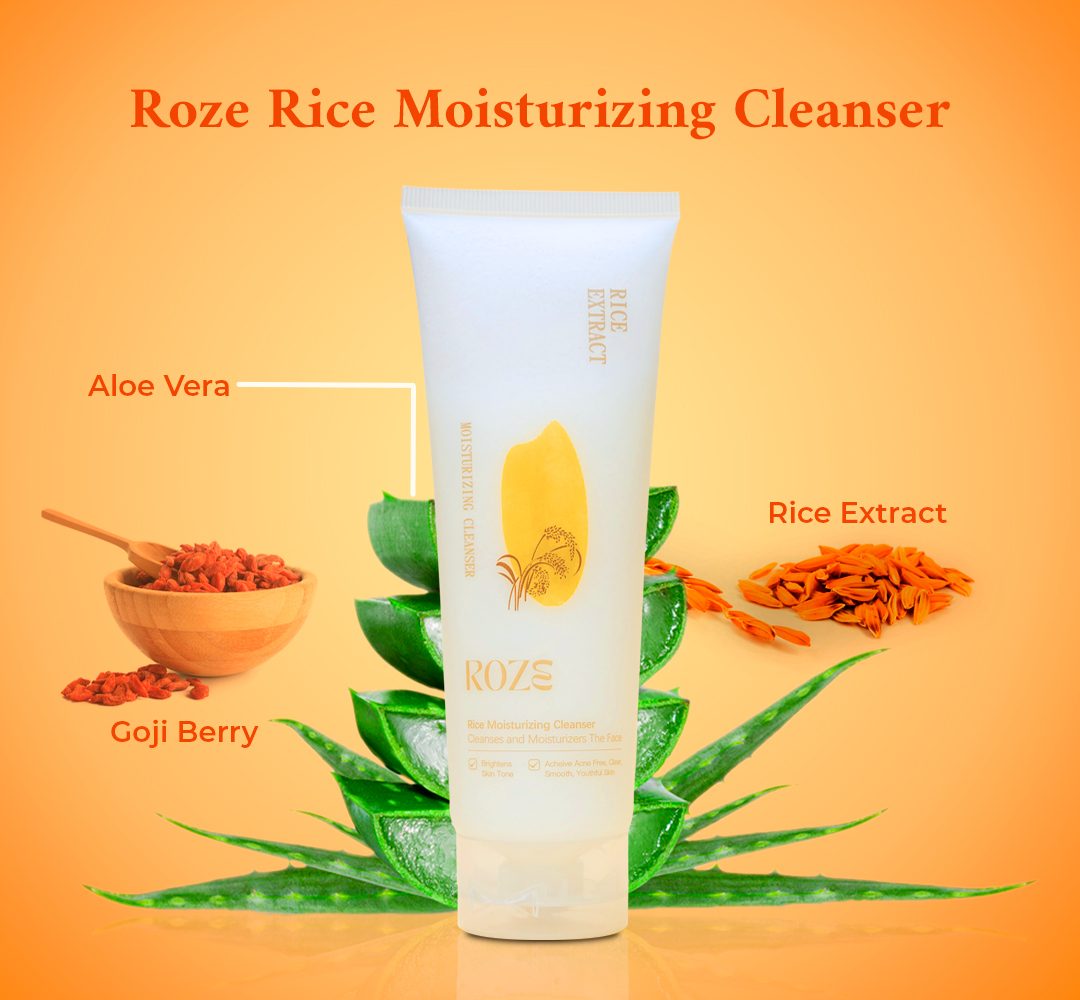 Roze Rice Moisturizing Cleanser
RICE
EXTRACT
Aloe Vera
MOISTURIZING CLEANSER
Rice Extract
Goji Berry
ROZE
Rice Moisturizing Cleanser
Cleanses and Moisturizers The Face
Brightens
Skin Tone
Acheive Acne Free, Clear,
Smooth, Youthful Skin